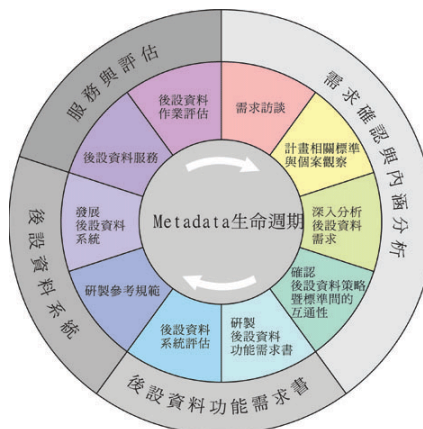 服務與評估
需求確認與內涵分析
後設資料系統
後設資料功能需求書
需求訪談
計畫相關標準
與個案觀察
深入分析
後設資料
需求
確認
後設資料策略
暨標準間的
互通性
研製
後設資料
功能需求書
後設資料
系統評估
研製參考規範
發展
後設資料
系統
後設資料服務
後設資料
作業評估
Metadata生命週期